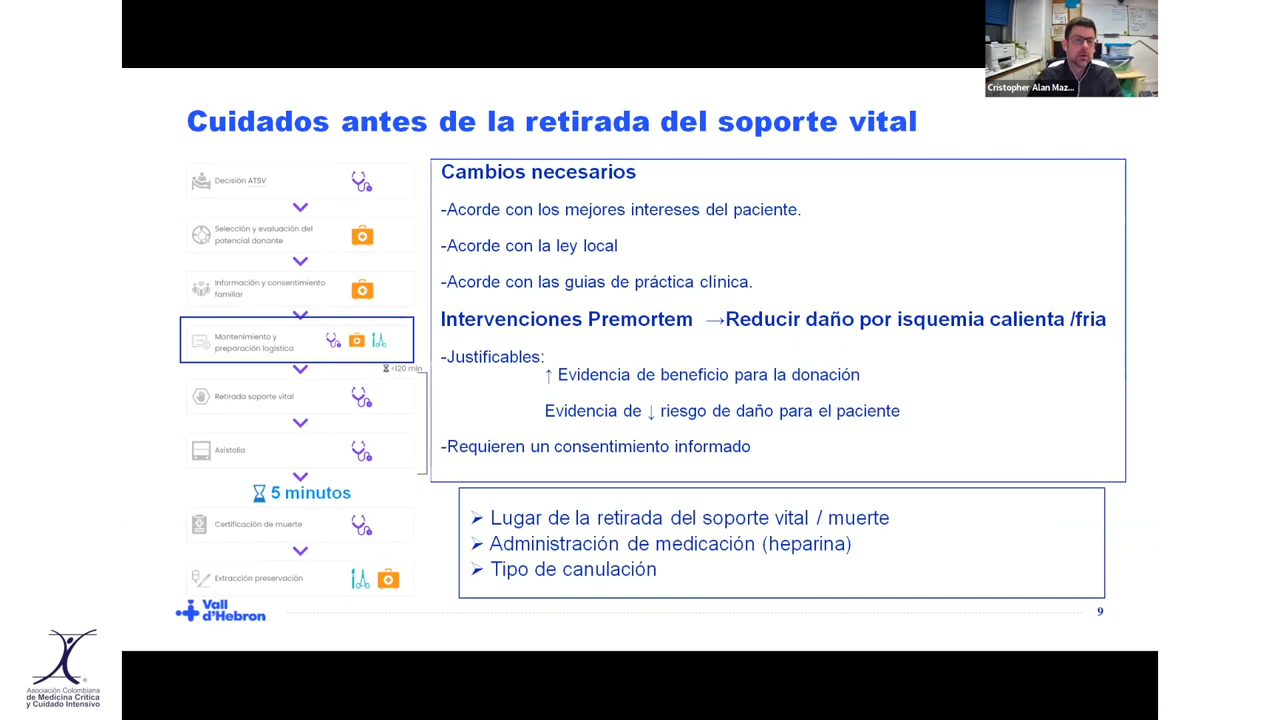 Cristopher Alan Maz...
Cuidados antes de la retirada del soporte vital
Decisión ATSV
Selección y evaluación del
potencial donante
Información y consentimiento
familiar
Mantenimiento y
preparación logística
<120 min
Retirada soporte vital
Asistolia
5 minutos
Certificación de muerte
Extracción preservación
Cambios necesarios
-Acorde con los mejores intereses del paciente.
-Acorde con la ley local
-Acorde con las guias de práctica clínica.
Intervenciones Premortem →Reducir daño por isquemia calienta /fria
-Justificables:
↑ Evidencia de beneficio para la donación
Evidencia de ↓ riesgo de daño para el paciente
-Requieren un consentimiento informado
➢ Lugar de la retirada del soporte vital / muerte
➢ Administración de medicación (heparina)
➢ Tipo de canulación
Vall
d'Hebron
9
Asociación Colombiana
de Medicina Crítica
y Cuidado Intensivo